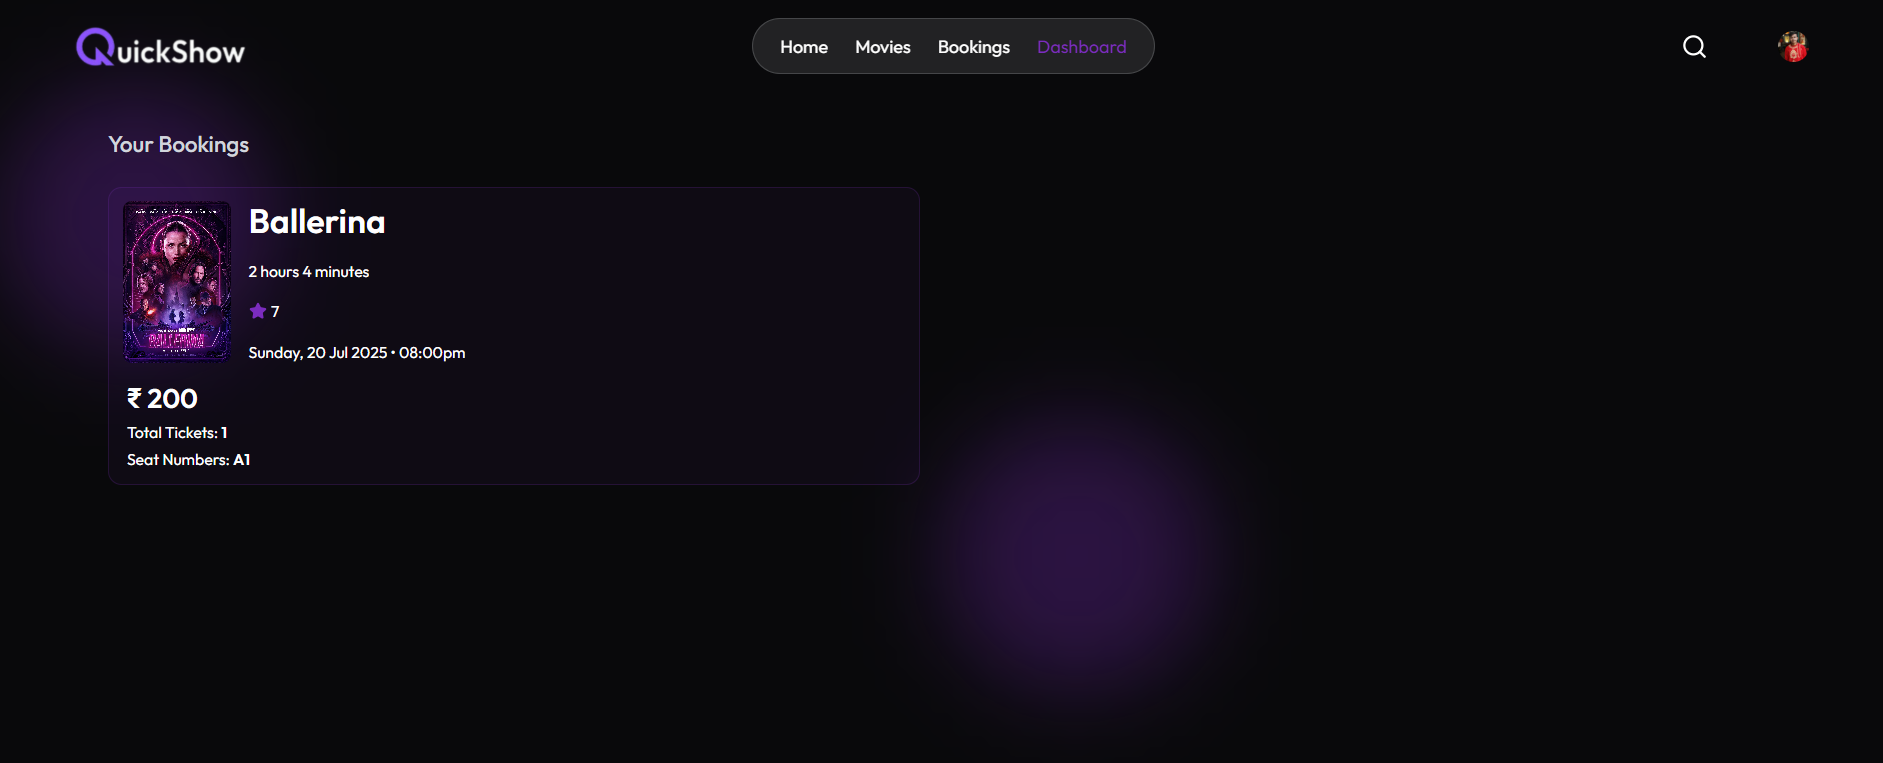 QuickShow
Home Movies Bookings Dashboard
Your Bookings
Ballerina
2 hours 4 minutes
7
Sunday, 20 Jul 2025 • 08:00pm
BALLERINA
₹ 200
Total Tickets: 1
Seat Numbers: A1